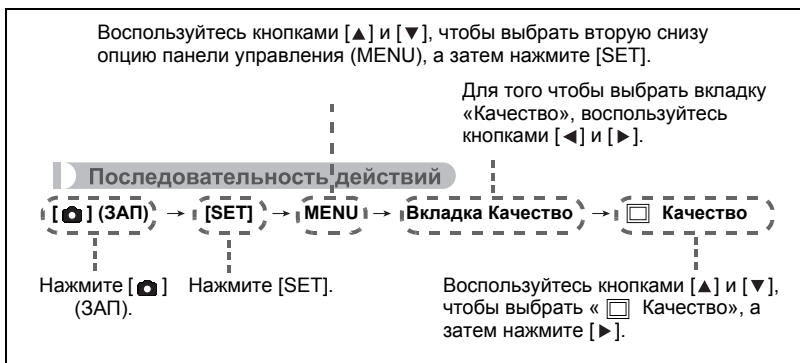 Воспользуйтесь кнопками [▲] и [▼], чтобы выбрать вторую снизу
опцию панели управления (MENU), а затем нажмите [SET].
Для того чтобы выбрать вкладку
«Качество», воспользуйтесь
кнопками [◄] и [►].
Последовательность действий
[📷] (ЗАП) → [SET] → MENU → Вкладка Качество → □ Качество
Нажмите [📷]
(ЗАП).
Нажмите [SET].
Воспользуйтесь кнопками [▲] и [▼],
чтобы выбрать « □ Качество», а
затем нажмите [►].